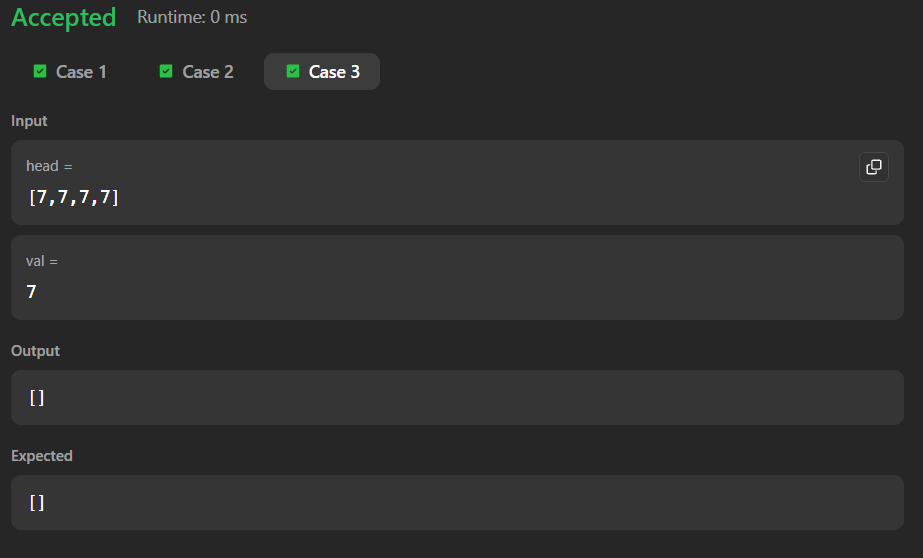 Accepted Runtime: 0 ms
Case 1 Case 2 Case 3
Input
head =
[7,7,7,7]
val =
7
Output
[]
Expected
[]